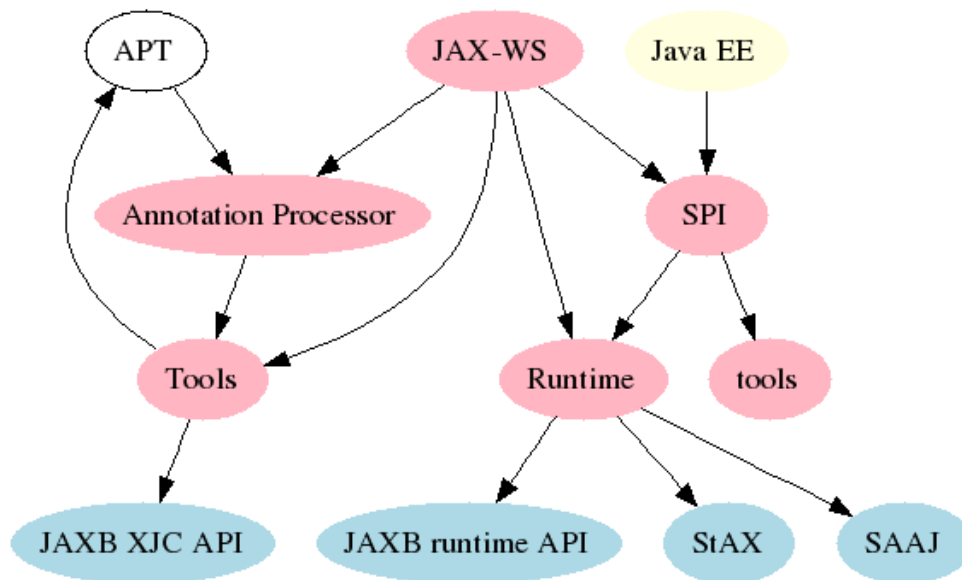 APT
JAX-WS
Java EE
Annotation Processor
SPI
Tools
Runtime
tools
JAXB XJC API
JAXB runtime API
StAX
SAAJ